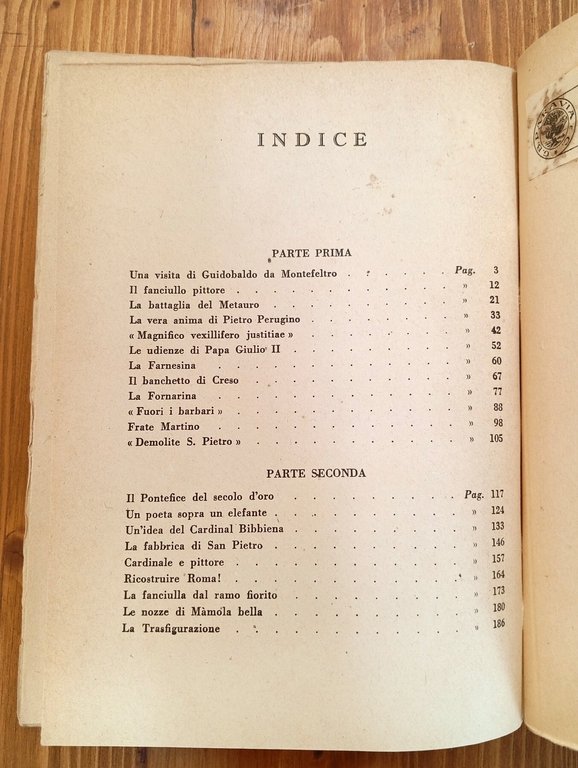 INDICE
PARTE PRIMA
Una visita di Guidobaldo da Montefeltro . . . . . . Pag. 3
Il fanciullo pittore . . . . . . . . . . » 12
La battaglia del Metauro . . . . . . . . » 21
La vera anima di Pietro Perugino . . . . . . » 33
« Magnifico vexillifero justitiae » . . . . . . . » 42
Le udienze di Papa Giulio II . . . . . . . » 52
La Farnesina . . . . . . . . . . . » 60
Il banchetto di Creso . . . . . . . . . » 67
La Fornarina . . . . . . . . . . . » 77
« Fuori i barbari » . . . . . . . . . . » 88
Frate Martino . . . . . . . . . . . » 98
« Demolite S. Pietro » . . . . . . . . . » 105
PARTE SECONDA
Il Pontefice del secolo d'oro . . . . . . . . Pag. 117
Un poeta sopra un elefante . . . . . . . . » 124
Un'idea del Cardinal Bibbiena . . . . . . . » 133
La fabbrica di San Pietro . . . . . . . . » 146
Cardinale e pittore . . . . . . . . . . » 157
Ricostruire Roma! . . . . . . . . . . » 164
La fanciulla dal ramo fiorito . . . . . . . . » 173
Le nozze di Màmola bella . . . . . . . . » 180
La Trasfigurazione . . . . . . . . . . » 186